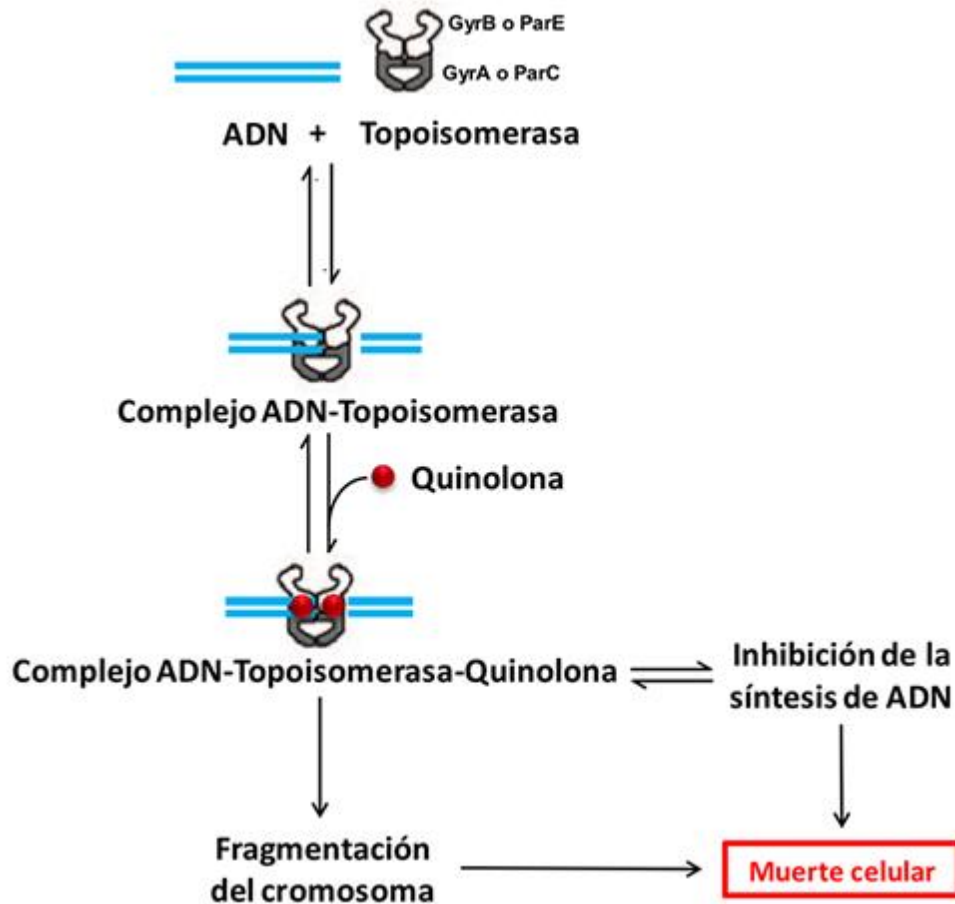 GyrB o ParE
GyrA o ParC
ADN + Topoisomerasa
Complejo ADN-Topoisomerasa
Quinolona
Complejo ADN-Topoisomerasa-Quinolona
Inhibición de la
síntesis de ADN
Fragmentación
del cromosoma
Muerte celular